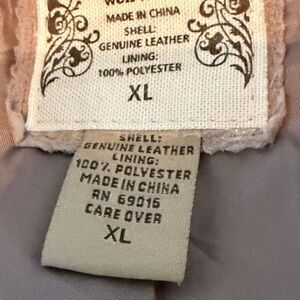 MADE IN CHINA
SHELL:
GENUINE LEATHER
LINING:
100% POLYESTER
XL
SHELL:
GENUINE LEATHER
LINING:
100% POLYESTER
MADE IN CHINA
RN 69016
CARE OVER
XL